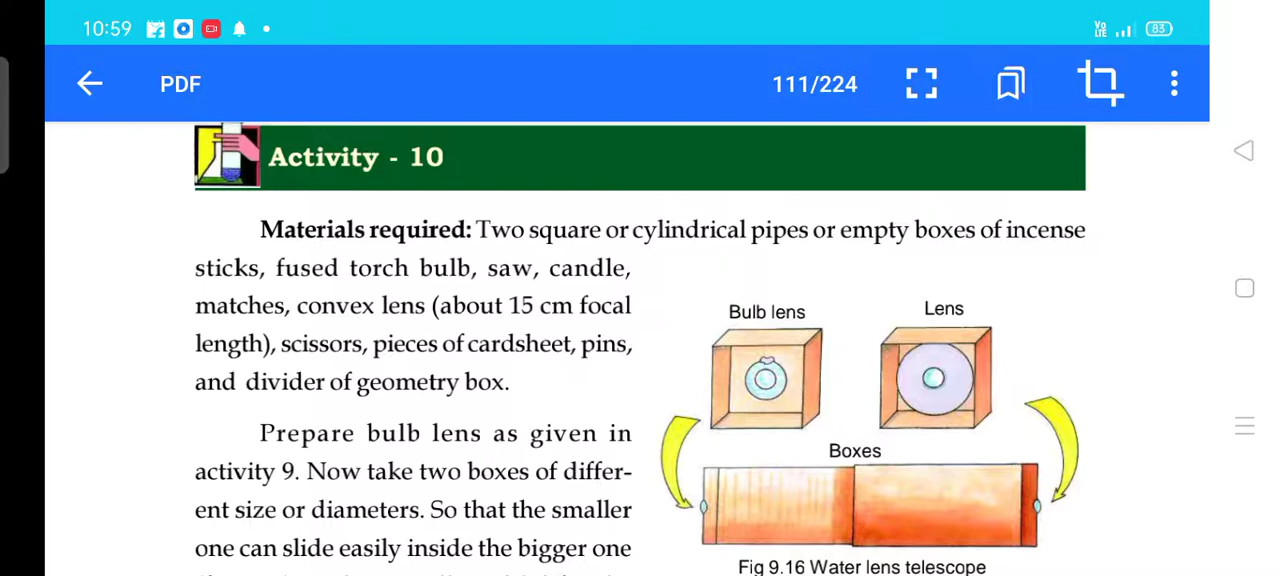 10:59
Vo LTE 83
PDF
111/224
Activity - 10
Materials required: Two square or cylindrical pipes or empty boxes of incense
sticks, fused torch bulb, saw, candle,
matches, convex lens (about 15 cm focal
length), scissors, pieces of cardsheet, pins,
and divider of geometry box.
Prepare bulb lens as given in
activity 9. Now take two boxes of differ-
ent size or diameters. So that the smaller
one can slide easily inside the bigger one
Bulb lens
Lens
Boxes
Fig 9.16 Water lens telescope